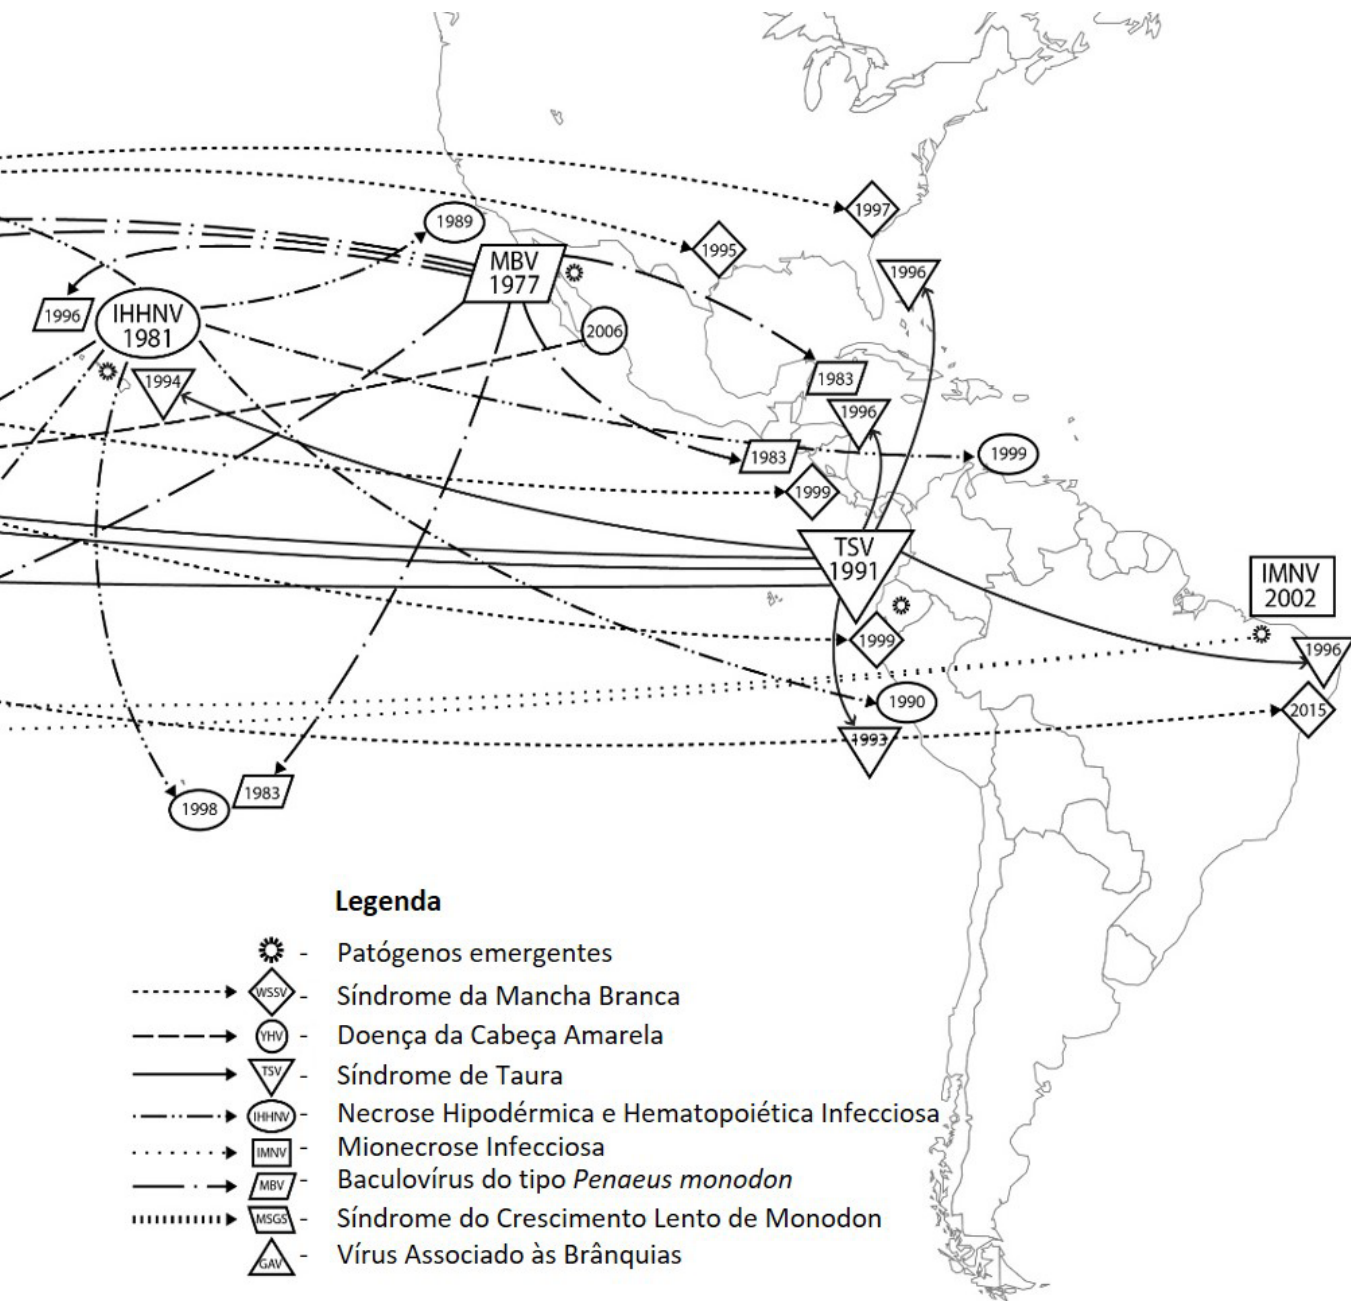 1997
1989
1995
MBV
1977
1996
1996
IHHNV
1981
2006
1994
1983
1996
1983
1999
1999
TSV
1991
IMNV
2002
1999
1996
1990
2015
1993
1983
1998
Legenda
- Patógenos emergentes
WSSV - Síndrome da Mancha Branca
YHV - Doença da Cabeça Amarela
TSV - Síndrome de Taura
IHHNV - Necrose Hipodérmica e Hematopoiética Infecciosa
IMNV - Mionecrose Infecciosa
MBV - Baculovírus do tipo Penaeus monodon
MSGS - Síndrome do Crescimento Lento de Monodon
GAV - Vírus Associado às Brânquias